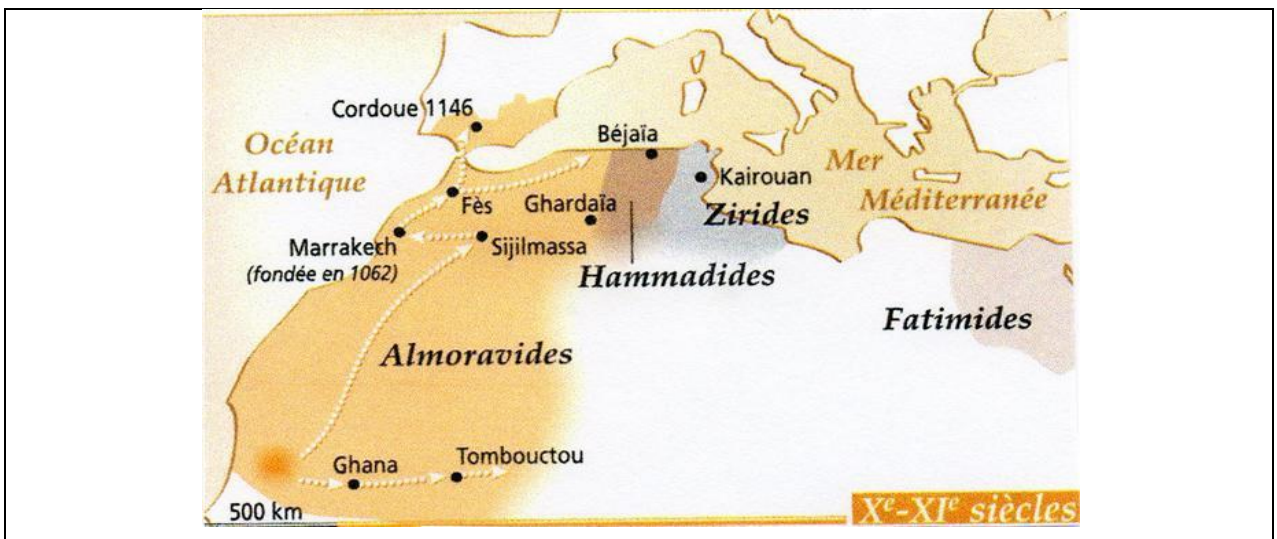 Cordoue 1146
Océan
Atlantique
Béjaïa
Mer
Méditerranée
Kairouan
Fès
Ghardaïa
Zirides
Marrakech
(fondée en 1062)
Sijilmassa
Hammadides
Fatimides
Almoravides
Ghana
Tombouctou
500 km
Xe-XIe siècles